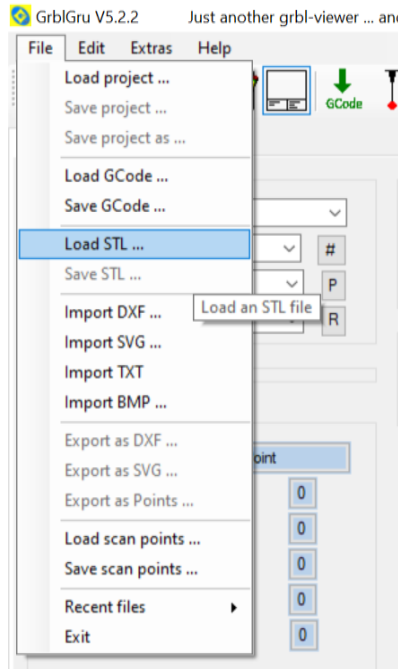 GrblGru V5.2.2 Just another grbl-viewer ... an
File Edit Extras Help
Load project ...
Save project ...
Save project as ...
GCode
Load GCode ...
Save GCode ...
Load STL ...
#
Save STL ...
P
Load an STL file
R
Import DXF ...
Import SVG ...
Import TXT
Import BMP ...
Export as DXF ...
oint
Export as SVG ...
0
Export as Points ...
0
Load scan points ...
0
Save scan points ...
0
Recent files
0
Exit